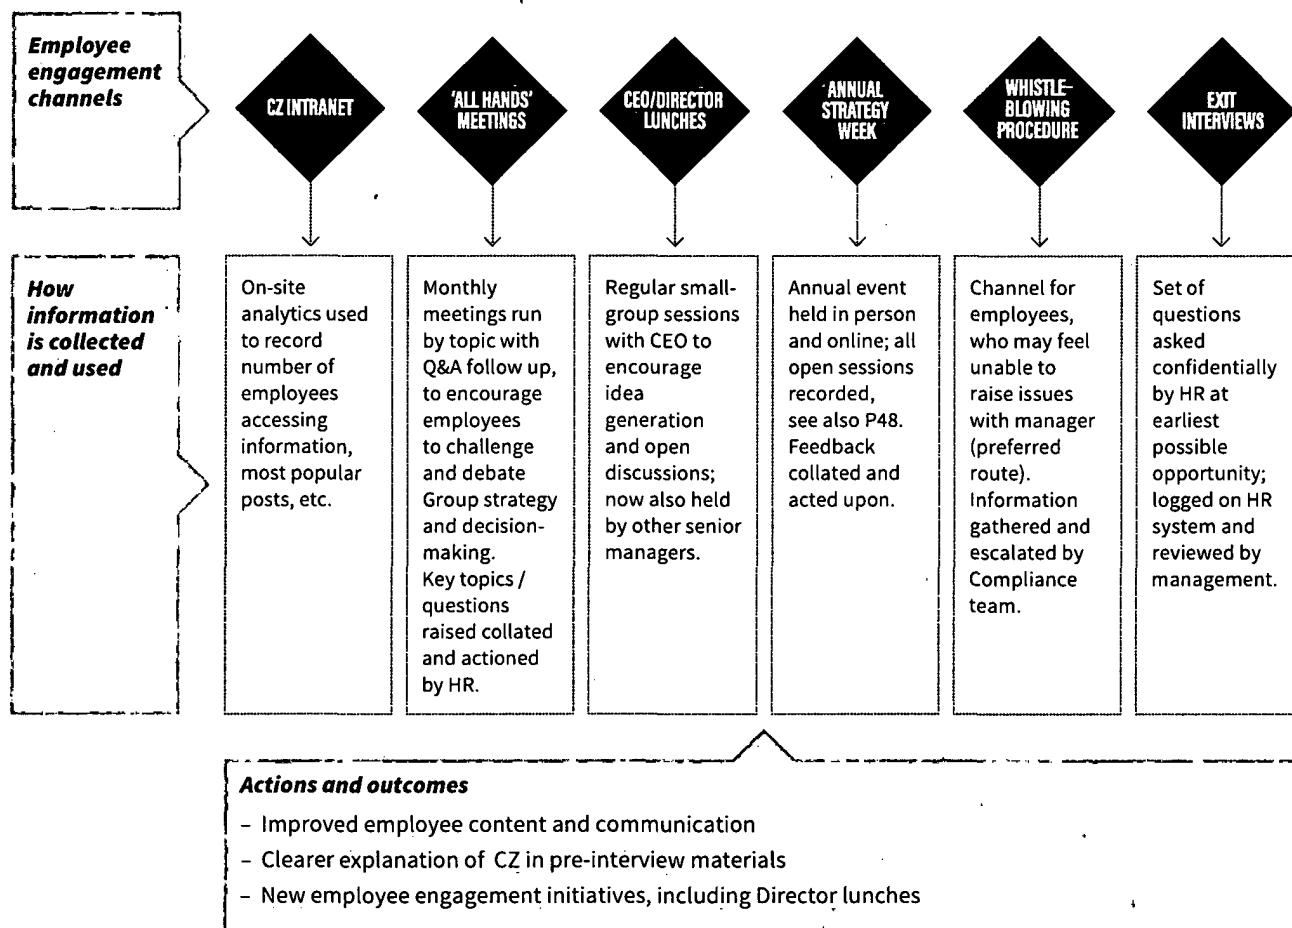 Employee
engagement
channels
CZ INTRANET
'ALL HANDS'
MEETINGS
CEO/DIRECTOR
LUNCHES
ANNUAL
STRATEGY
WEEK
WHISTLE-
BLOWING
PROCEDURE
EXIT
INTERVIEWS
How
information
is collected
and used
On-site
analytics used
to record
number of
employees
accessing
information,
most popular
posts, etc.
Monthly
meetings run
by topic with
Q&A follow up,
to encourage
employees
to challenge
and debate
Group strategy
and decision-
making.
Key topics /
questions
raised collated
and actioned
by HR.
Regular small-
group sessions
with CEO to
encourage
idea
generation
and open
discussions;
now also held
by other senior
managers.
Annual event
held in person
and online; all
open sessions
recorded,
see also P48.
Feedback
collated and
acted upon.
Channel for
employees,
who may feel
unable to
raise issues
with manager
(preferred
route).
Information
gathered and
escalated by
Compliance
team.
Set of
questions
asked
confidentially
by HR at
earliest
possible
opportunity;
logged on HR
system and
reviewed by
management.
Actions and outcomes
– Improved employee content and communication
– Clearer explanation of CZ in pre-interview materials
– New employee engagement initiatives, including Director lunches